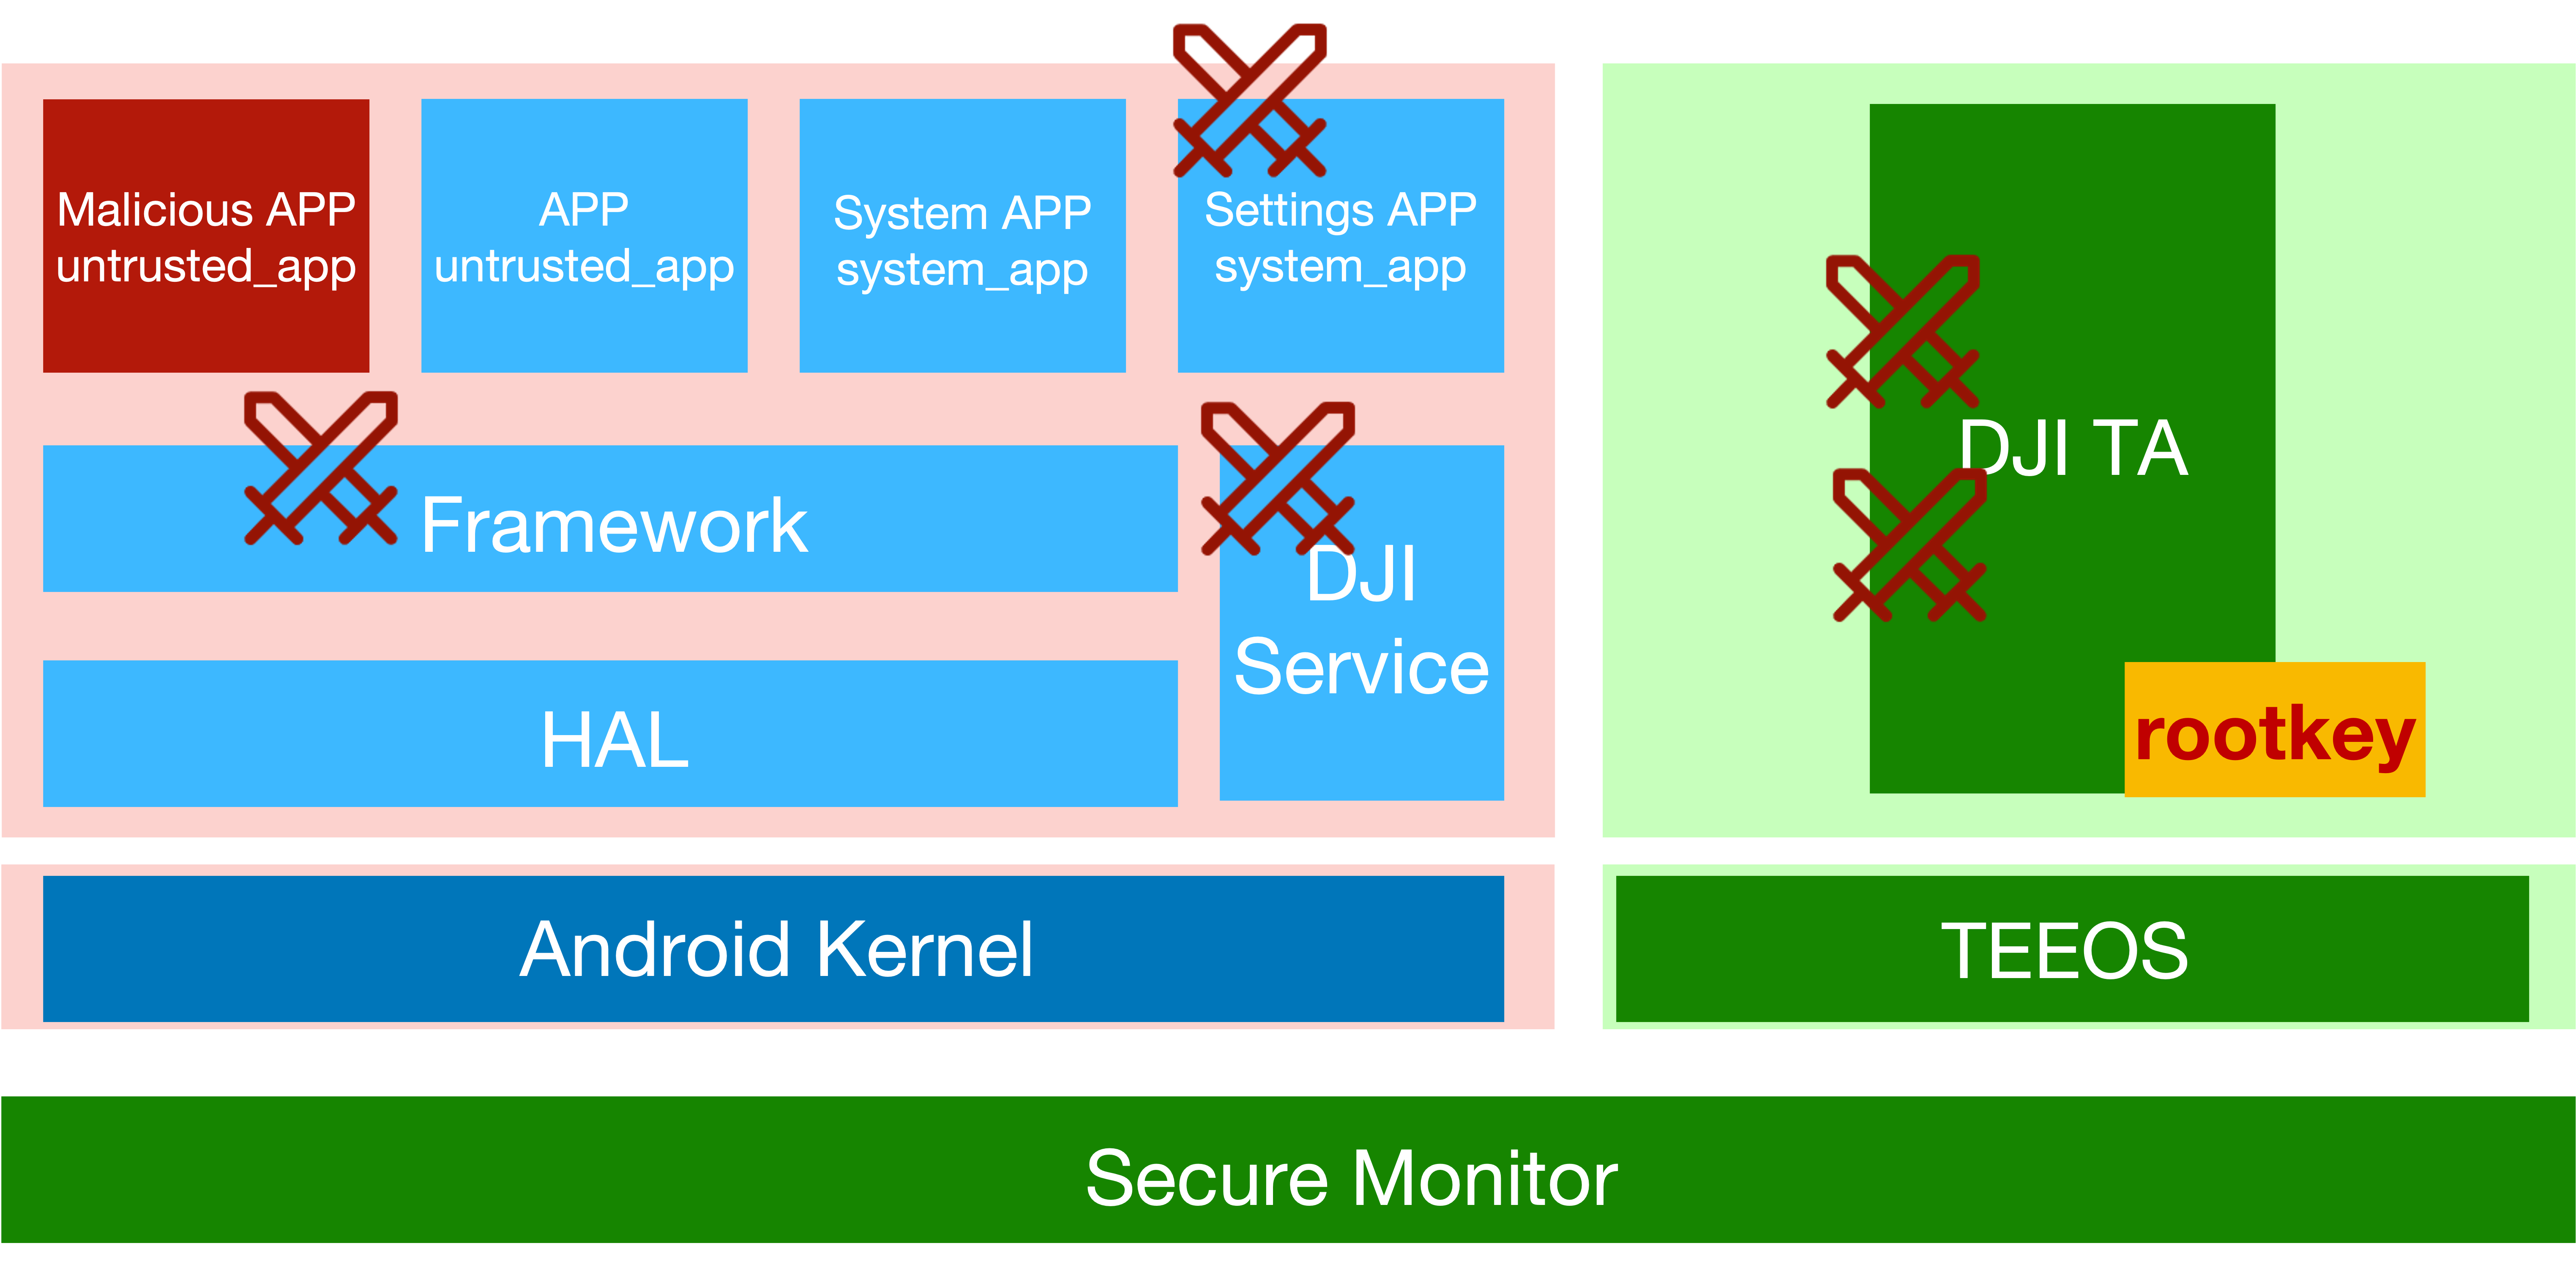 Malicious APP
untrusted_app
APP
untrusted_app
System APP
system_app
Settings APP
system_app
Framework
DJI
Service
HAL
DJI TA
rootkey
Android Kernel
TEEOS
Secure Monitor